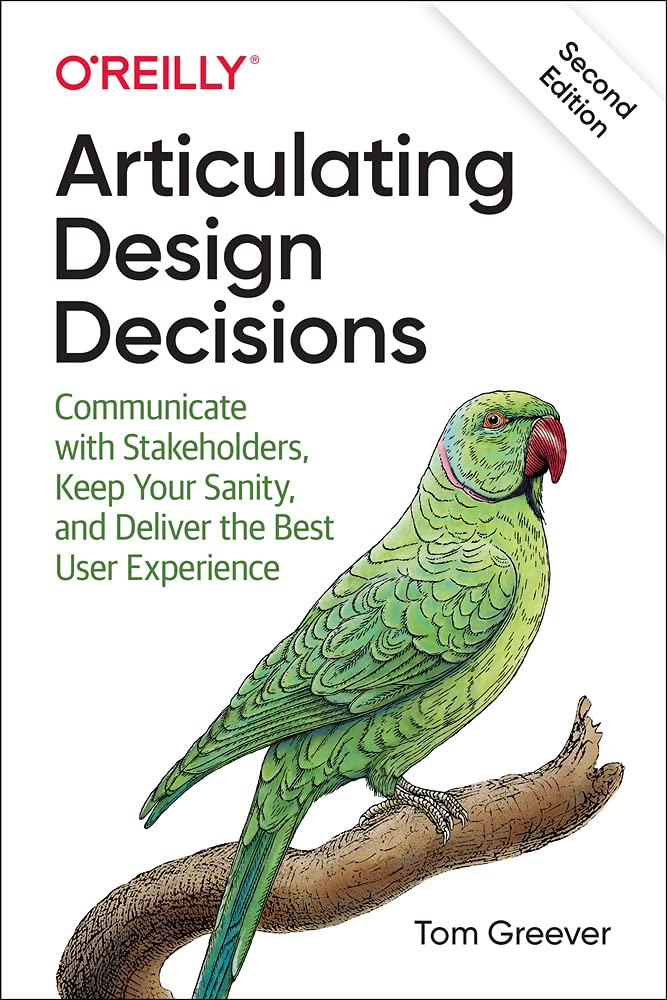 O'REILLY®
Second
Edition
Articulating
Design
Decisions
Communicate
with Stakeholders,
Keep Your Sanity,
and Deliver the Best
User Experience
Tom Greever